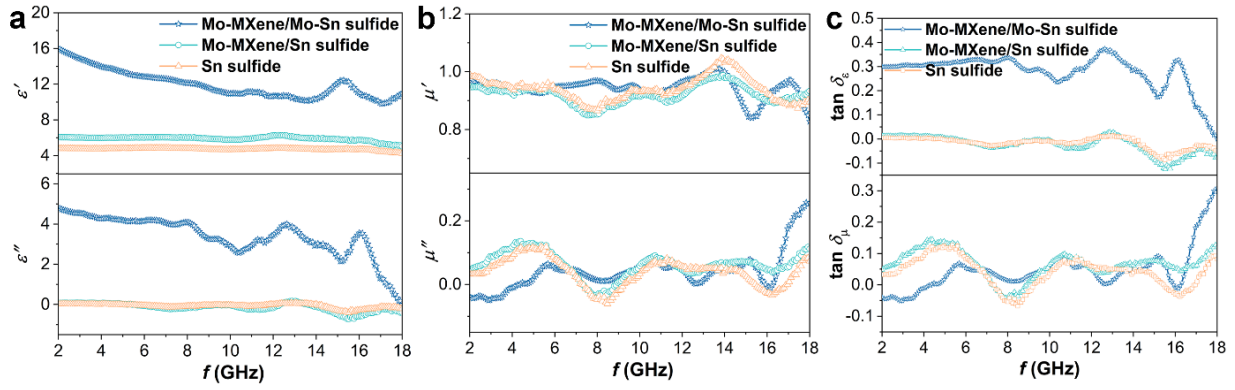 a
Mo-MXene/Mo-Sn sulfide
Mo-MXene/Sn sulfide
Sn sulfide
20
16
12
8
4
ε′
6
4
2
0
ε″
2 4 6 8 10 12 14 16 18
f (GHz)
b
Mo-MXene/Mo-Sn sulfide
Mo-MXene/Sn sulfide
Sn sulfide
1.2
1.0
0.8
μ′
0.2
0.0
μ″
2 4 6 8 10 12 14 16 18
f (GHz)
c
Mo-MXene/Mo-Sn sulfide
Mo-MXene/Sn sulfide
Sn sulfide
0.5
0.4
0.3
0.2
0.1
0.0
-0.1
tan δε
0.3
0.2
0.1
0.0
-0.1
tan δμ
2 4 6 8 10 12 14 16 18
f (GHz)